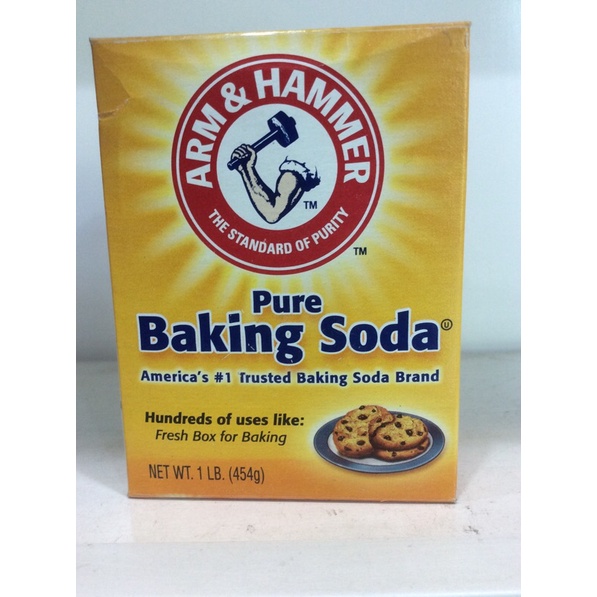 ARM & HAMMER
TM
THE STANDARD OF PURITY
TM
Pure
Baking Soda Ⓤ
America's #1 Trusted Baking Soda Brand
Hundreds of uses like:
Fresh Box for Baking
NET WT. 1 LB. (454g)